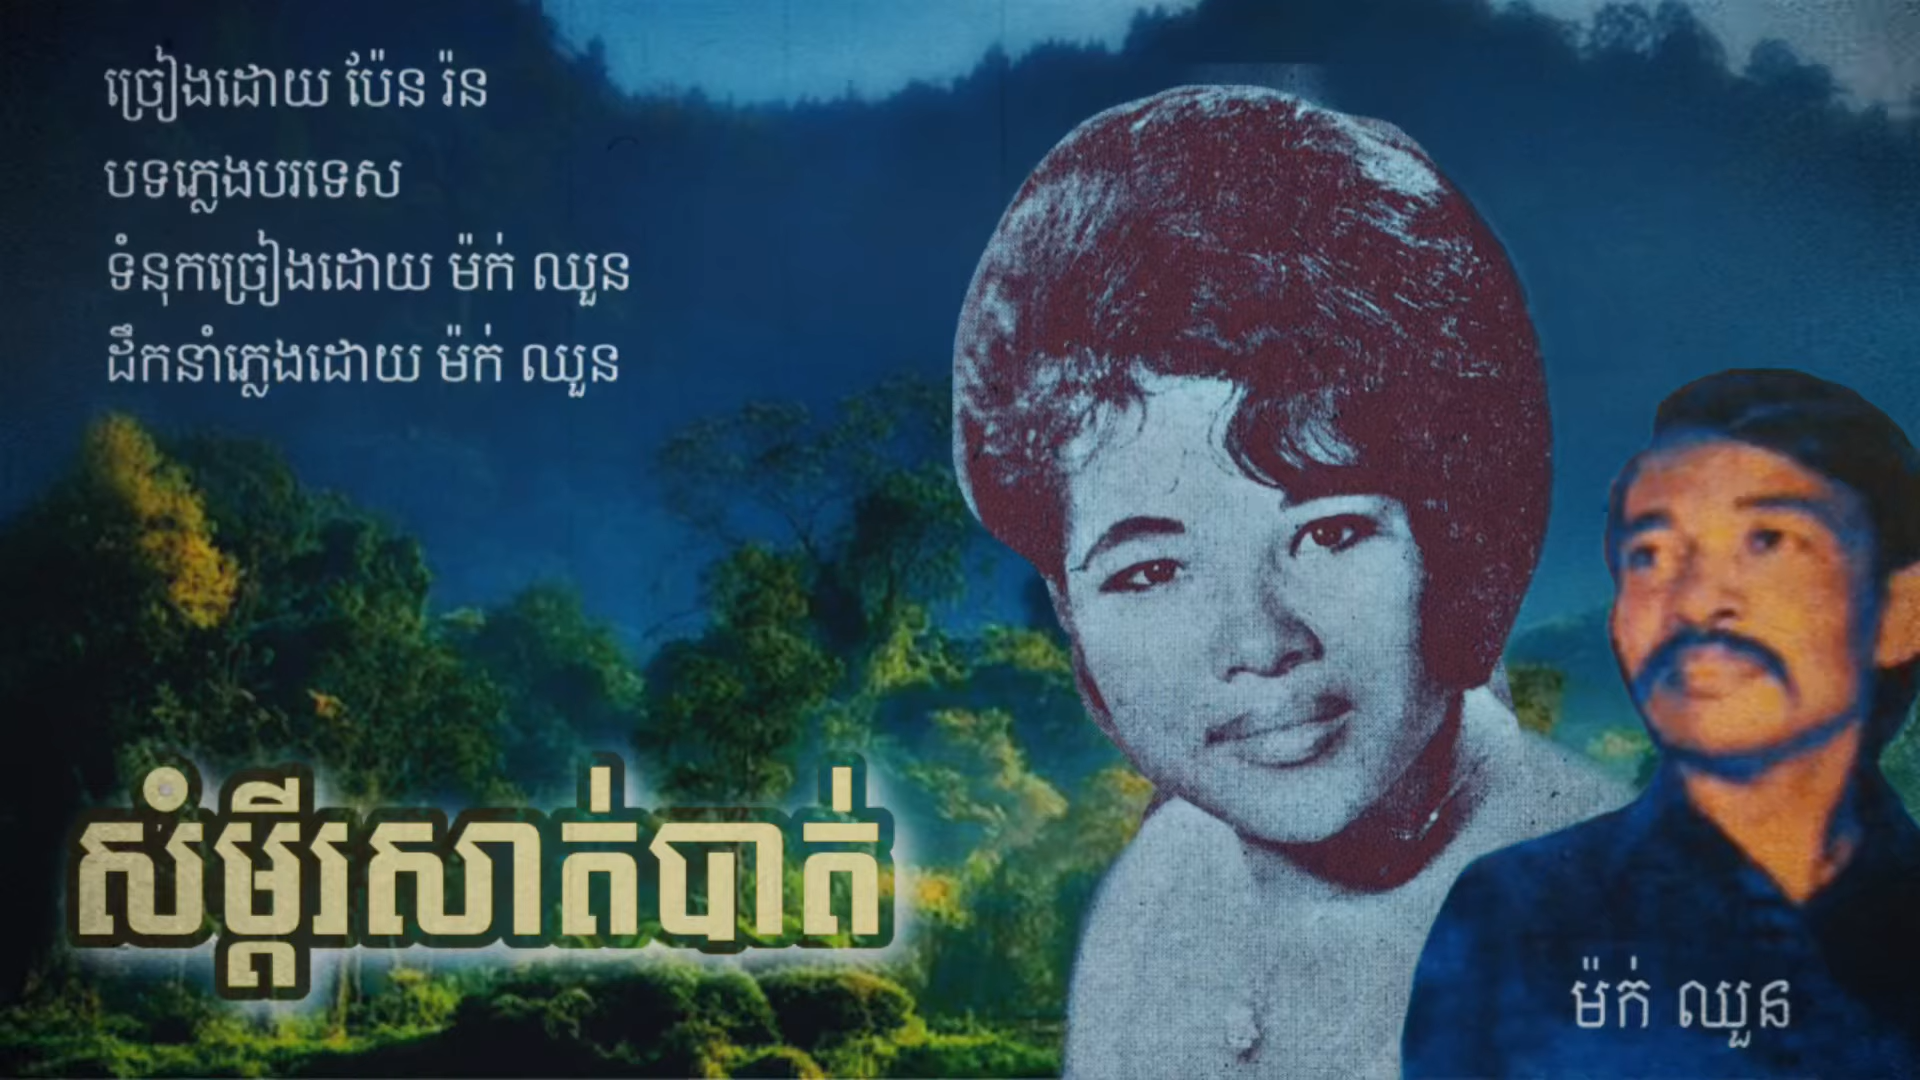 ច្រៀងដោយ ប៉ែន រ៉ន
បទភ្លេងបរទេស
ទំនុកច្រៀងដោយ ម៉ក់ ឈួន
ដឹកនាំភ្លេងដោយ ម៉ក់ ឈួន
សំម្តីរសាត់បាត់
ម៉ក់ ឈួន